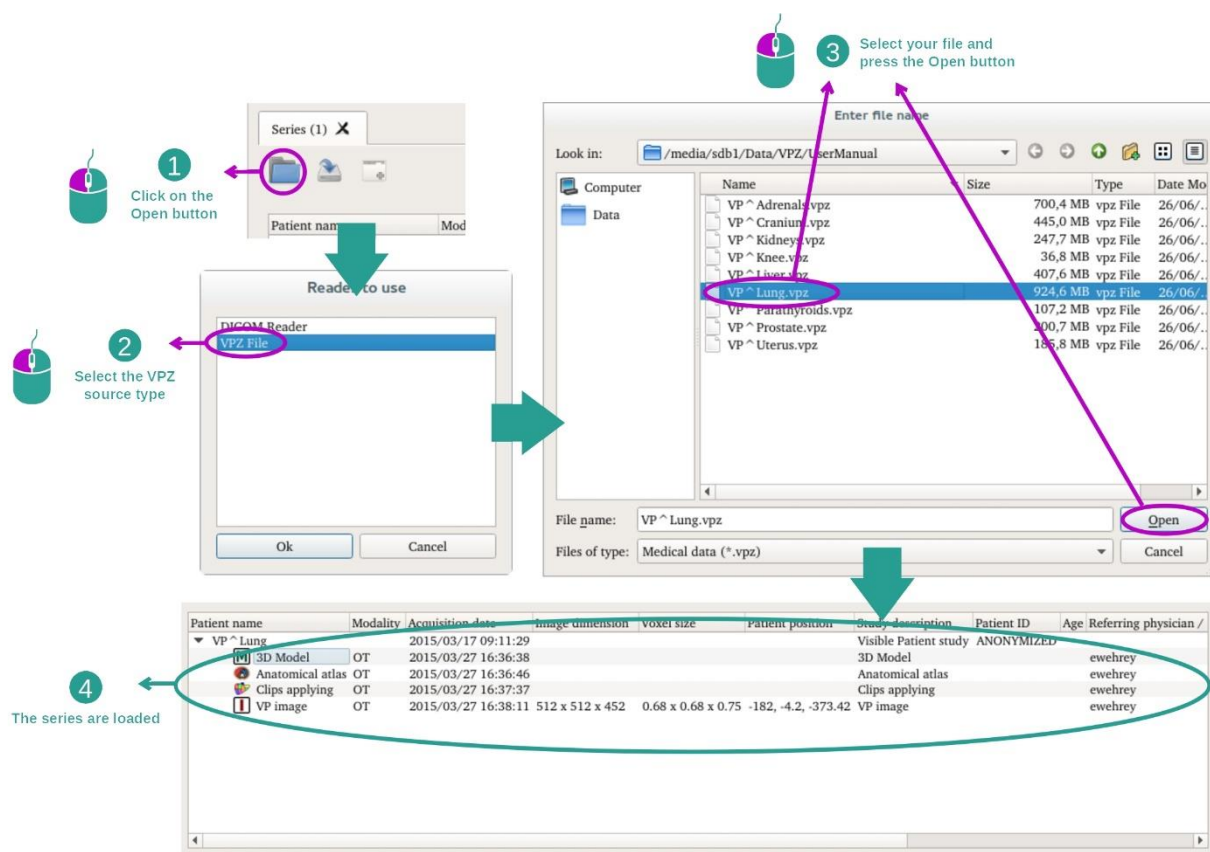 3
Select your file and
press the Open button
Series (1)
1
Click on the
Open button
Patient name
Mod
Reader to use
DICOM Reader
VPZ File
2
Select the VPZ
source type
Ok
Cancel
Enter file name
Look in:
/media/sdb1/Data/VPZ/UserManual
Computer
Data
Name Size Type Date Mo
VP^Adrenals.vpz 700,4 MB vpz File 26/06/..
VP^Cranium.vpz 445,0 MB vpz File 26/06/..
VP^Kidneys.vpz 247,7 MB vpz File 26/06/..
VP^Knee.vpz 36,8 MB vpz File 26/06/..
VP^Liver.vpz 407,6 MB vpz File 26/06/..
VP^Lung.vpz 924,6 MB vpz File 26/06/..
VP^Parathyroids.vpz 107,2 MB vpz File 26/06/..
VP^Prostate.vpz 200,7 MB vpz File 26/06/..
VP^Uterus.vpz 185,8 MB vpz File 26/06/..
File name: VP^Lung.vpz Open
Files of type: Medical data (*.vpz) Cancel
4
The series are loaded
Patient name Modality Acquisition date Image dimension Voxel size Patient position Study description Patient ID Age Referring physician /
VP^Lung 2015/03/17 09:11:29 Visible Patient study ANONYMIZED
M 3D Model OT 2015/03/27 16:36:38 3D Model ewehrey
Anatomical atlas OT 2015/03/27 16:36:46 Anatomical atlas ewehrey
Clips applying OT 2015/03/27 16:37:37 Clips applying ewehrey
I VP image OT 2015/03/27 16:38:11 512 x 512 x 452 0.68 x 0.68 x 0.75 -182, -4.2, -373.42 VP image ewehrey